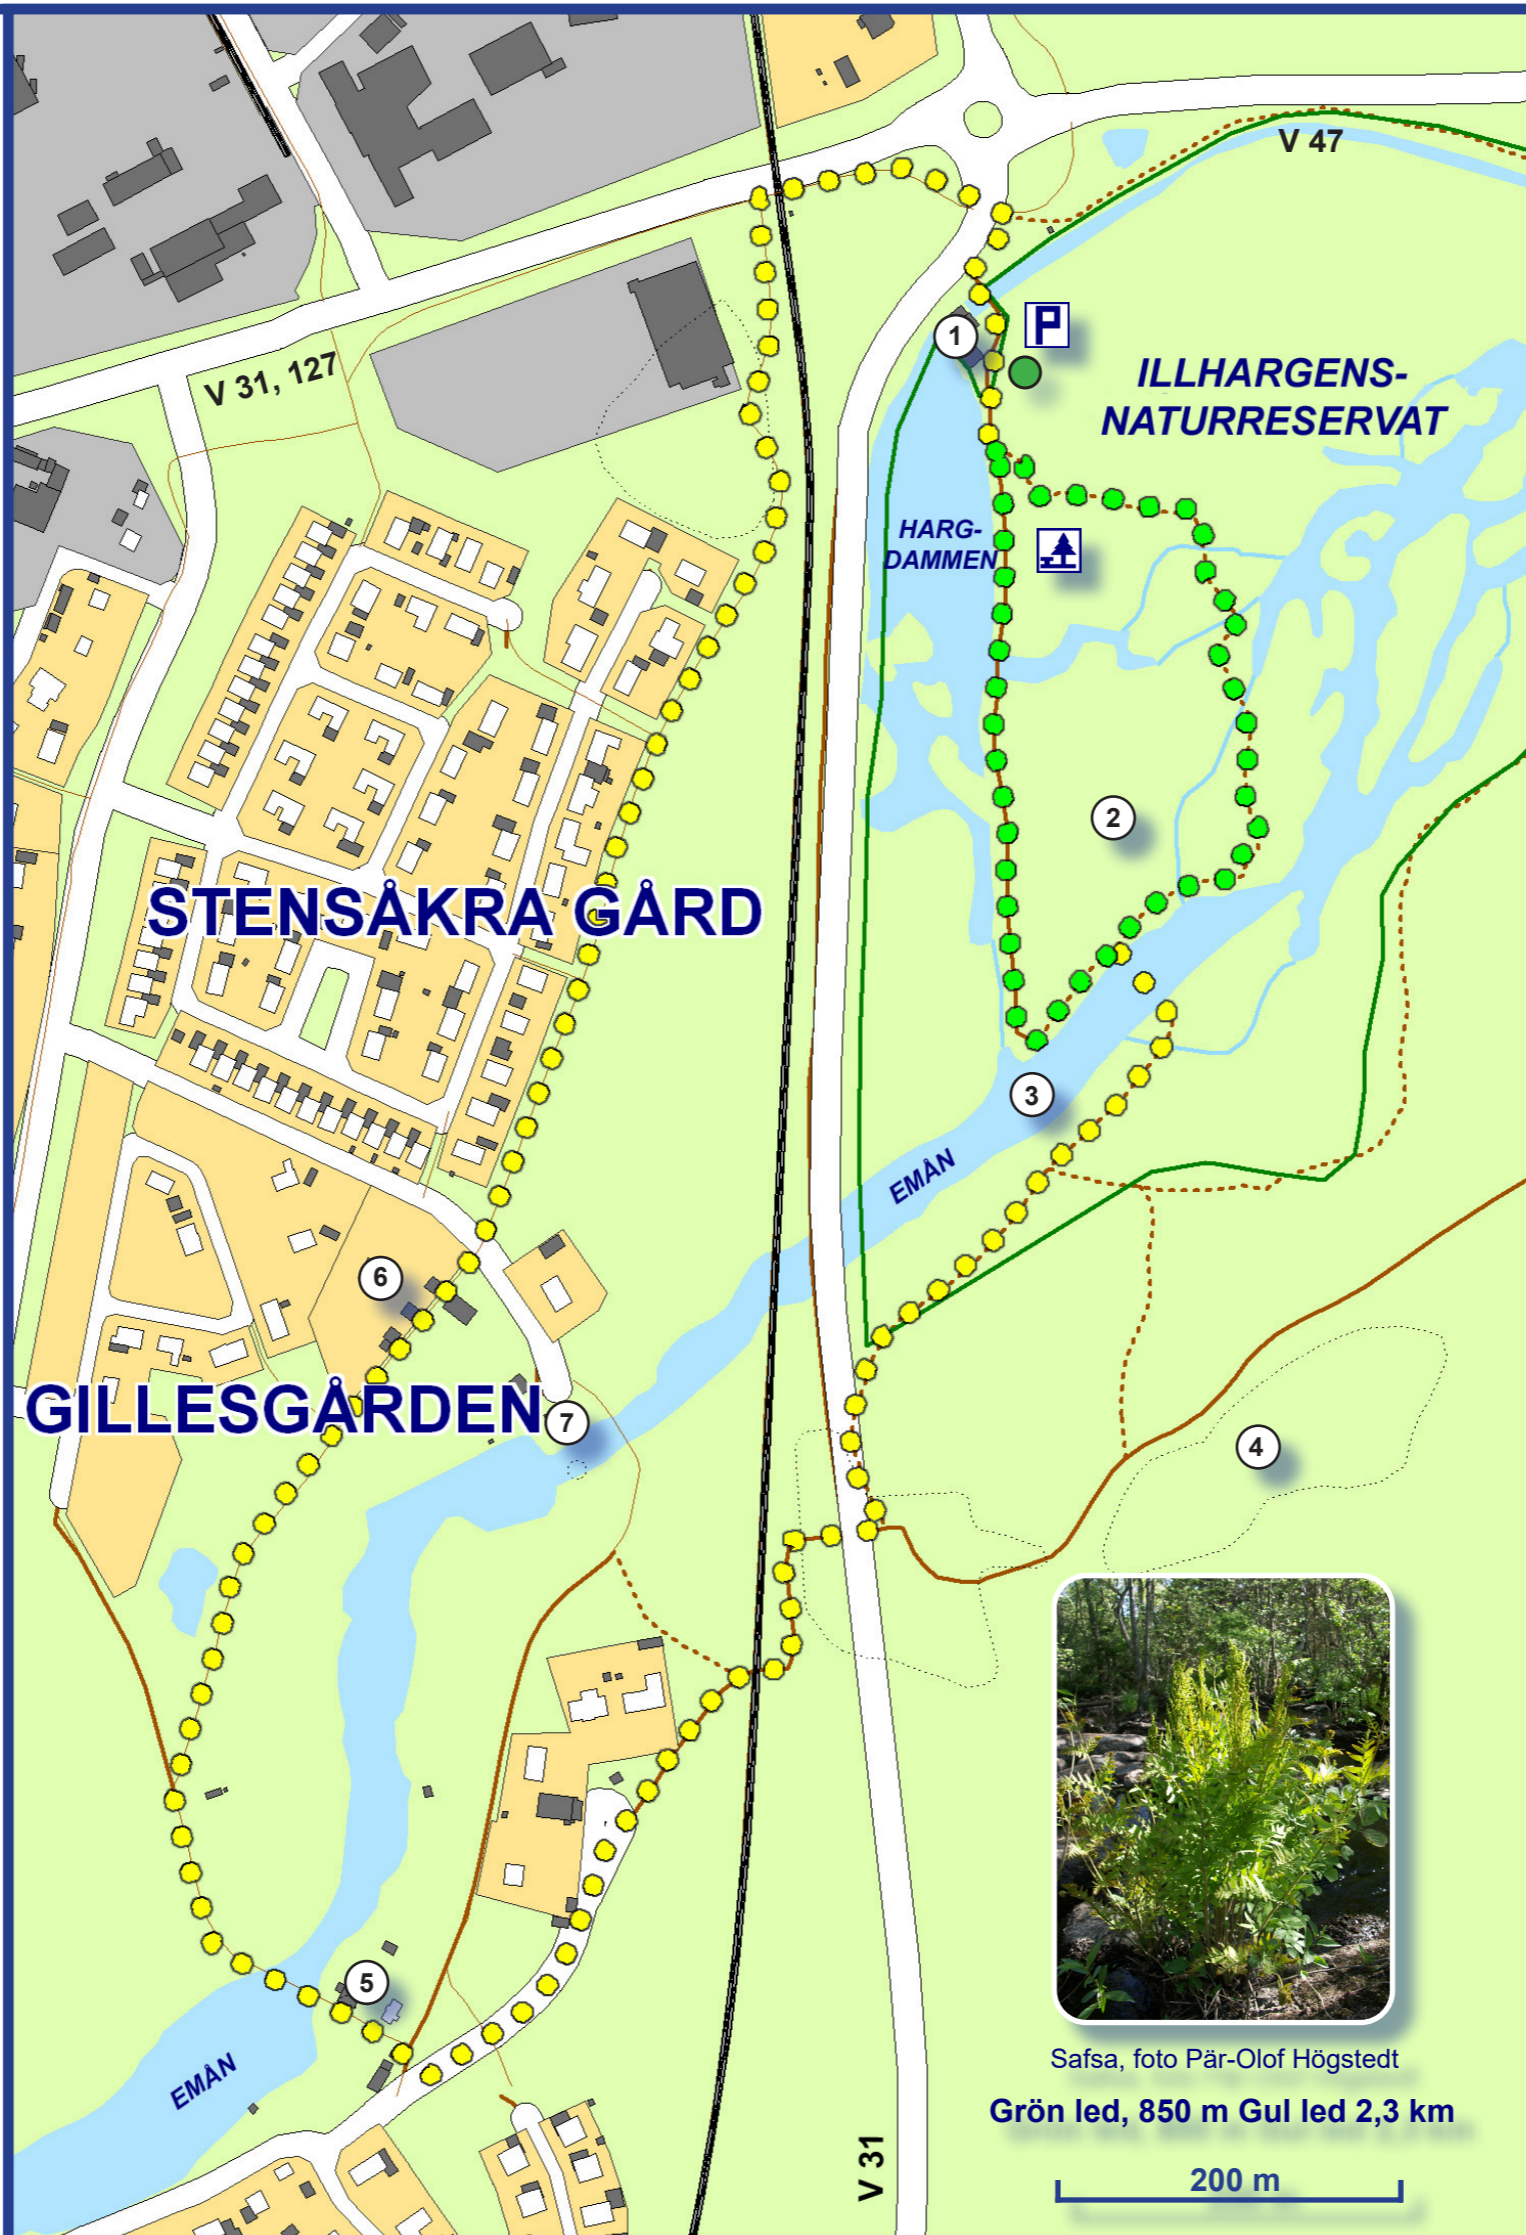 V 47
P
1
V 31, 127
ILLHARGENS-
NATURRESERVAT
HARG-
DAMMEN
2
STENSÅKRA GÅRD
3
EMÅN
6
GILLESGÅRDEN
7
4
5
EMÅN
Safsa, foto Pär-Olof Högstedt
Grön led, 850 m Gul led 2,3 km
V 31
200 m